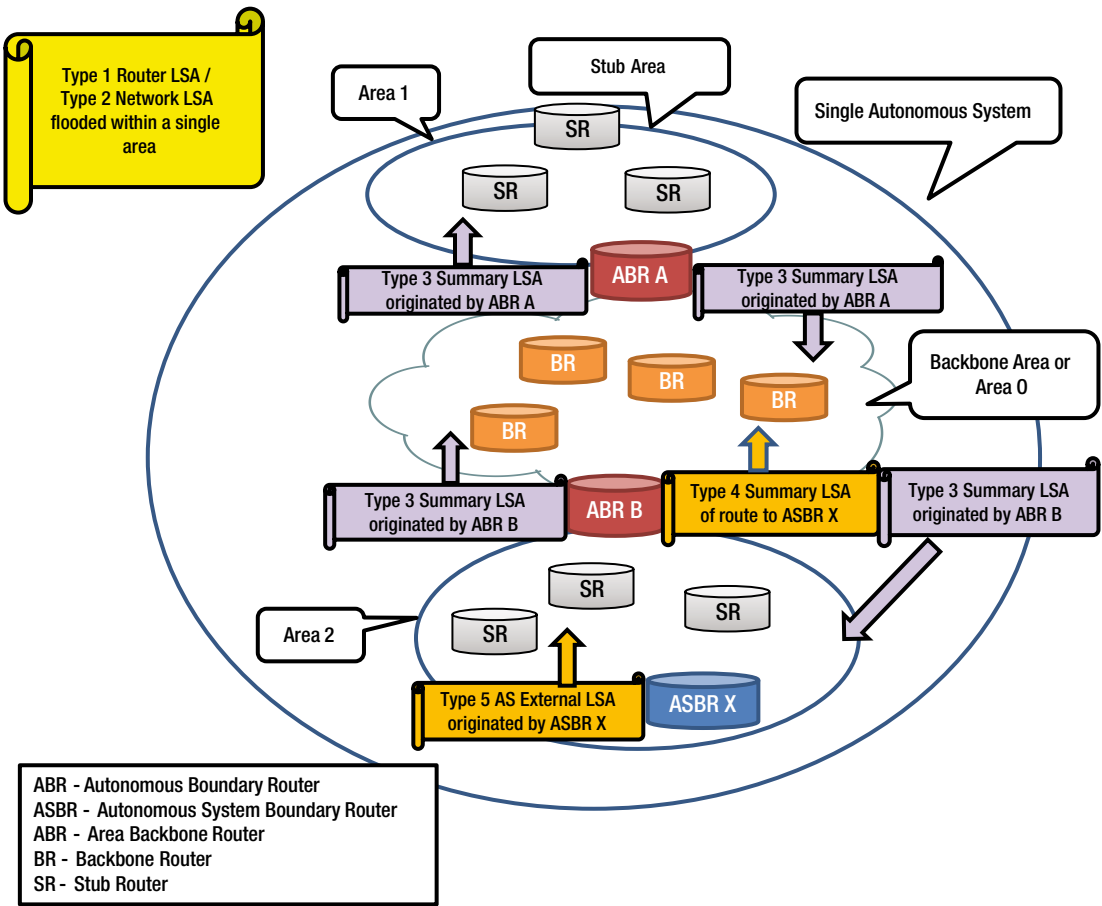 Type 1 Router LSA /
Type 2 Network LSA
flooded within a single
area
Area 1
Stub Area
Single Autonomous System
SR
SR
SR
ABR A
Type 3 Summary LSA
originated by ABR A
Type 3 Summary LSA
originated by ABR A
BR
BR
BR
BR
Backbone Area or
Area 0
Type 3 Summary LSA
originated by ABR B
ABR B
Type 4 Summary LSA
of route to ASBR X
Type 3 Summary LSA
originated by ABR B
SR
SR
SR
Area 2
Type 5 AS External LSA
originated by ASBR X
ASBR X
ABR - Autonomous Boundary Router
ASBR - Autonomous System Boundary Router
ABR - Area Backbone Router
BR - Backbone Router
SR - Stub Router